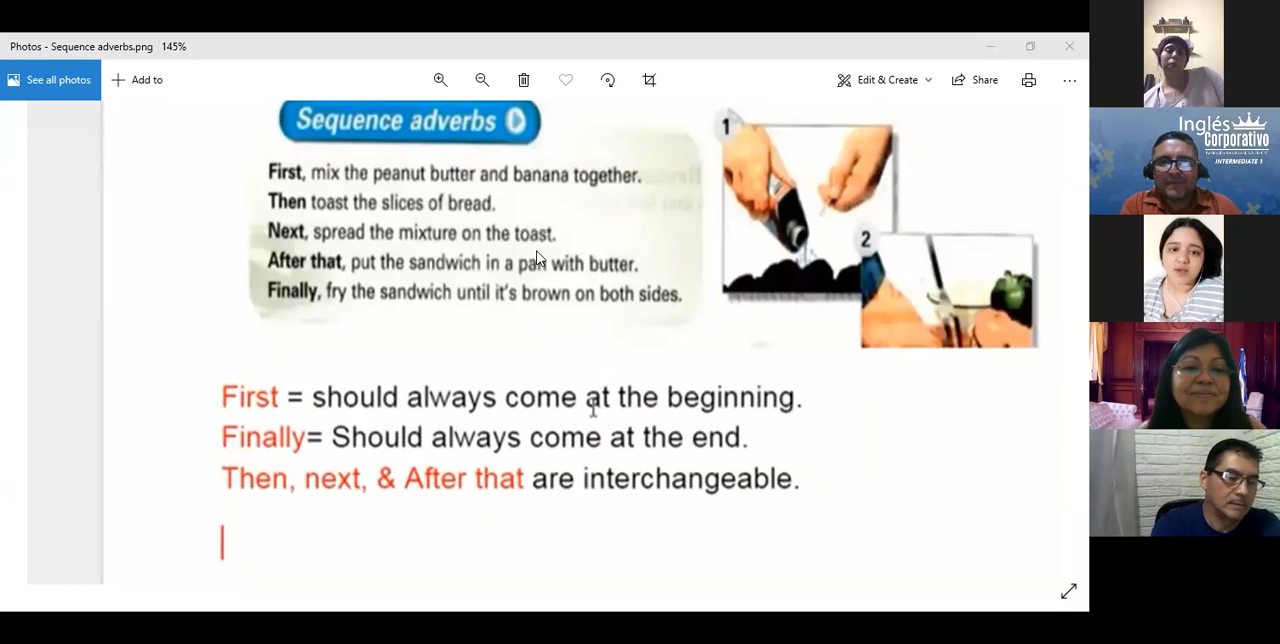 Photos - Sequence adverbs.png 145%
See all photos
Add to
Edit & Create
Share
Sequence adverbs
First, mix the peanut butter and banana together.
Then toast the slices of bread.
Next, spread the mixture on the toast.
After that, put the sandwich in a pan with butter.
Finally, fry the sandwich until it's brown on both sides.
1
2
First = should always come at the beginning.
Finally= Should always come at the end.
Then, next, & After that are interchangeable.
Inglés
Corporativo
INTERMEDIATE 1